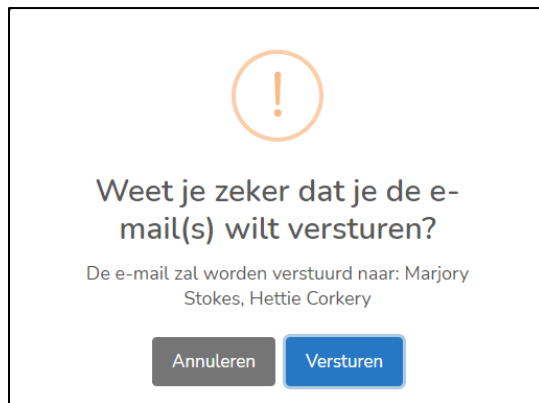 Weet je zeker dat je de e-
mail(s) wilt versturen?
De e-mail zal worden verstuurd naar: Marjory
Stokes, Hettie Corkery
Annuleren Versturen